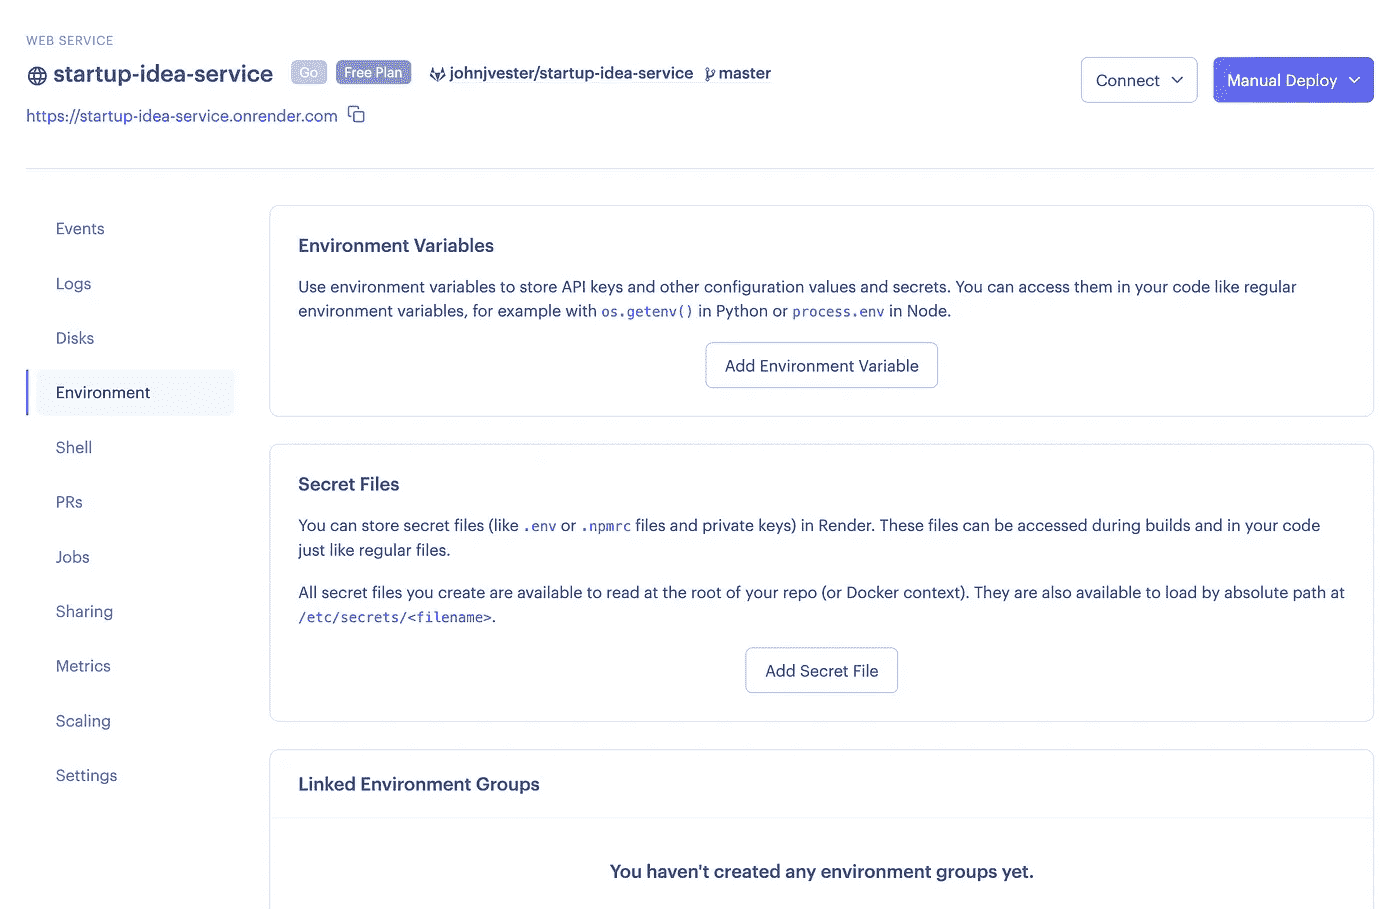 WEB SERVICE
startup-idea-service Go Free Plan johnjvester/startup-idea-service master
Connect Manual Deploy
https://startup-idea-service.onrender.com
Events
Logs
Disks
Environment
Shell
PRs
Jobs
Sharing
Metrics
Scaling
Settings
Environment Variables
Use environment variables to store API keys and other configuration values and secrets. You can access them in your code like regular
environment variables, for example with os.getenv() in Python or process.env in Node.
Add Environment Variable
Secret Files
You can store secret files (like .env or .npmrc files and private keys) in Render. These files can be accessed during builds and in your code
just like regular files.
All secret files you create are available to read at the root of your repo (or Docker context). They are also available to load by absolute path at
/etc/secrets/<filename>.
Add Secret File
Linked Environment Groups
You haven't created any environment groups yet.